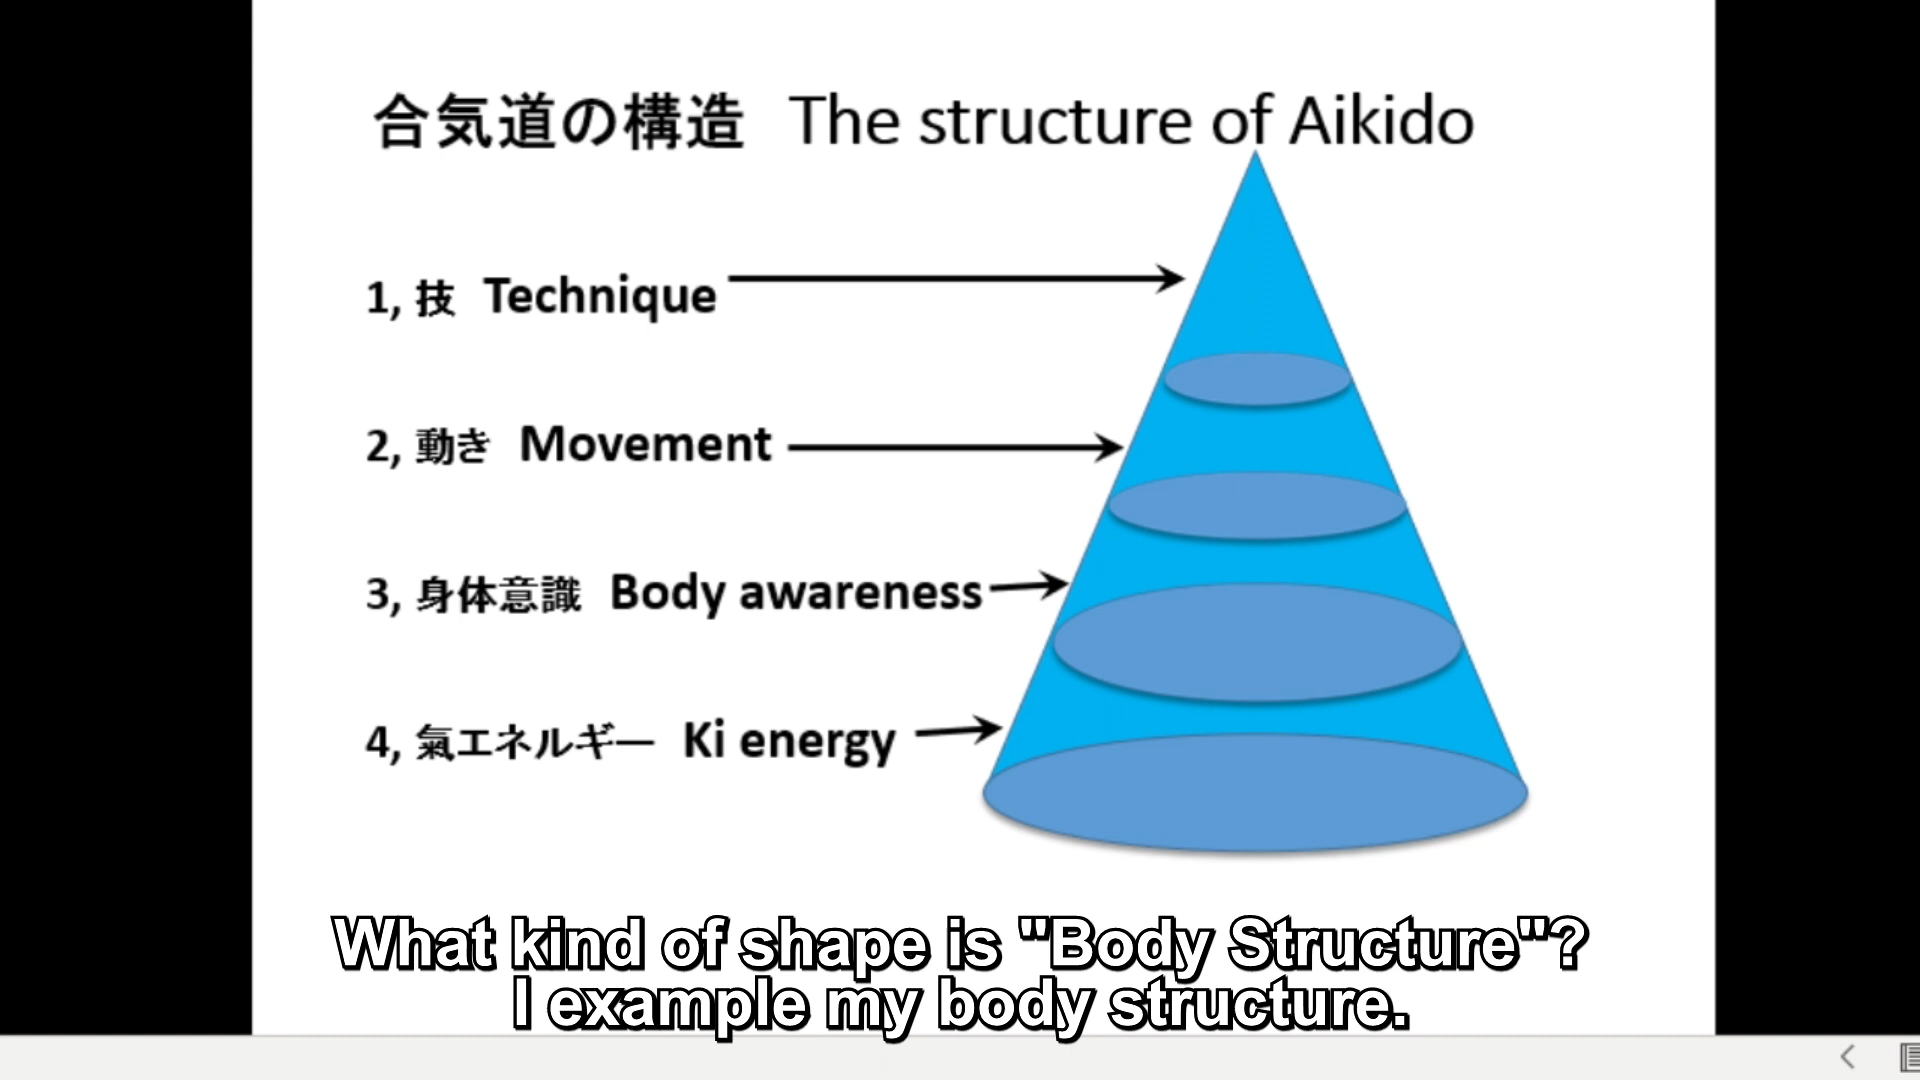 合気道の構造 The structure of Aikido
1, 技 Technique
2, 動き Movement
3, 身体意識 Body awareness
4, 氣エネルギー Ki energy
What kind of shape is "Body Structure"?
I example my body structure.